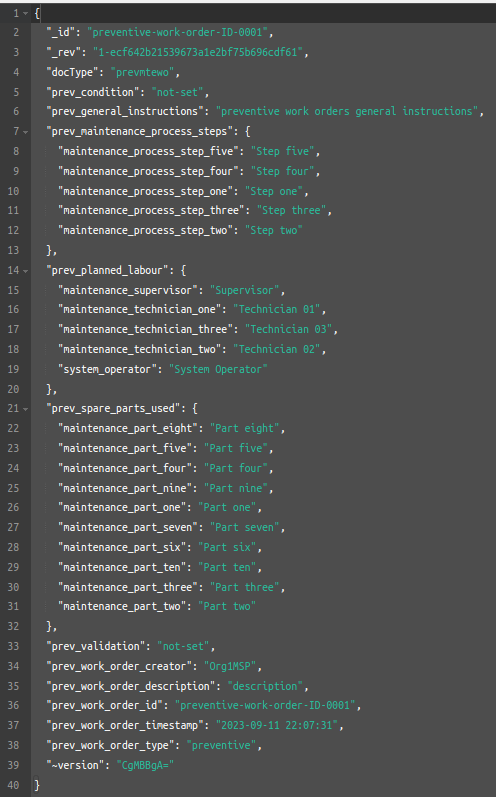 1 {
2 "_id": "preventive-work-order-ID-0001",
3 "_rev": "1-ecf642b21539673a1e2bf75b696cdf61",
4 "docType": "prevmtewo",
5 "prev_condition": "not-set",
6 "prev_general_instructions": "preventive work orders general instructions",
7 "prev_maintenance_process_steps": {
8 "maintenance_process_step_five": "Step five",
9 "maintenance_process_step_four": "Step four",
10 "maintenance_process_step_one": "Step one",
11 "maintenance_process_step_three": "Step three",
12 "maintenance_process_step_two": "Step two"
13 },
14 "prev_planned_labour": {
15 "maintenance_supervisor": "Supervisor",
16 "maintenance_technician_one": "Technician 01",
17 "maintenance_technician_three": "Technician 03",
18 "maintenance_technician_two": "Technician 02",
19 "system_operator": "System Operator"
20 },
21 "prev_spare_parts_used": {
22 "maintenance_part_eight": "Part eight",
23 "maintenance_part_five": "Part five",
24 "maintenance_part_four": "Part four",
25 "maintenance_part_nine": "Part nine",
26 "maintenance_part_one": "Part one",
27 "maintenance_part_seven": "Part seven",
28 "maintenance_part_six": "Part six",
29 "maintenance_part_ten": "Part ten",
30 "maintenance_part_three": "Part three",
31 "maintenance_part_two": "Part two"
32 },
33 "prev_validation": "not-set",
34 "prev_work_order_creator": "Org1MSP",
35 "prev_work_order_description": "description",
36 "prev_work_order_id": "preventive-work-order-ID-0001",
37 "prev_work_order_timestamp": "2023-09-11 22:07:31",
38 "prev_work_order_type": "preventive",
39 "~version": "CgMBBgA="
40 }